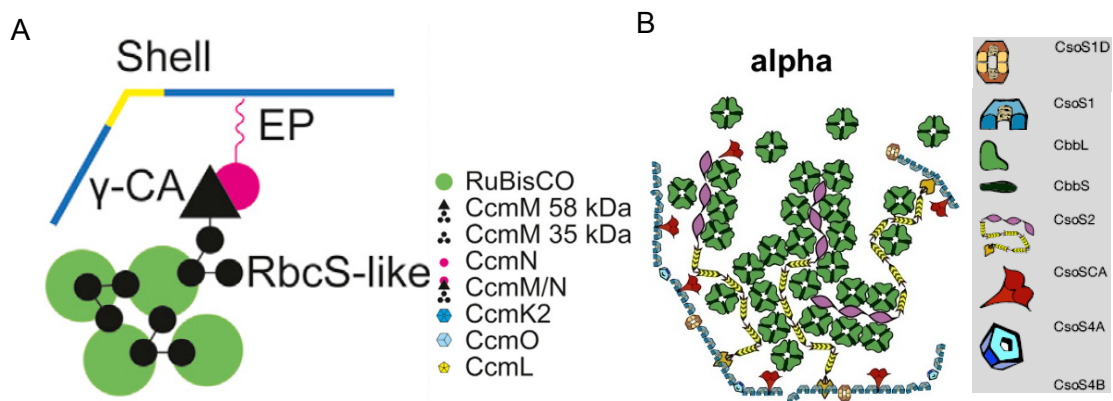 A
Shell
EP
γ-CA
RbcS-like
RuBisCO
CcmM 58 kDa
CcmM 35 kDa
CcmN
CcmM/N
CcmK2
CcmO
CcmL
B
alpha
CsoS1D
CsoS1
CbbL
CbbS
CsoS2
CsoSCA
CsoS4A
CsoS4B